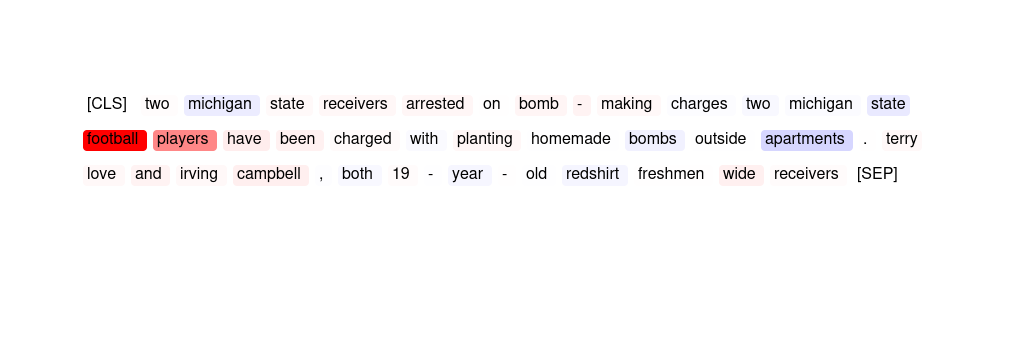 [CLS] two michigan state receivers arrested on bomb - making charges two michigan state
football players have been charged with planting homemade bombs outside apartments . terry
love and irving campbell , both 19 - year - old redshirt freshmen wide receivers [SEP]